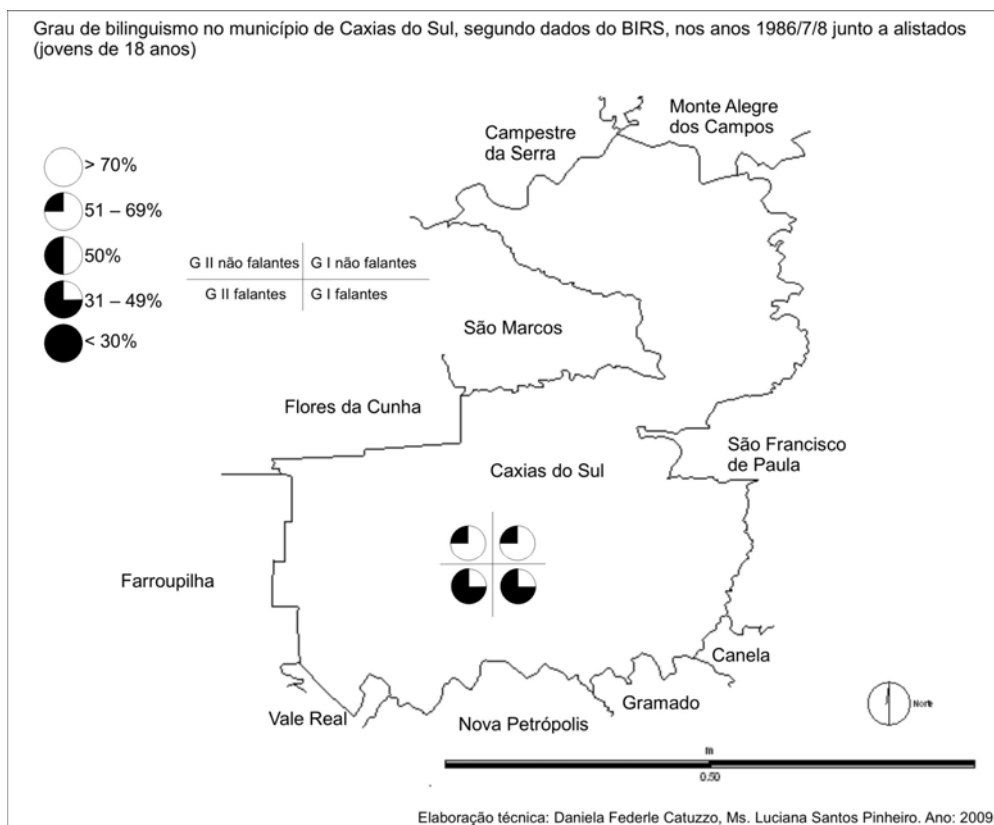 Grau de bilinguismo no município de Caxias do Sul, segundo dados do BIRS, nos anos 1986/7/8 junto a alistados
(jovens de 18 anos)
Monte Alegre
dos Campos
Campestre
da Serra
> 70%
51 – 69%
50%
31 – 49%
< 30%
G II não falantes
G I não falantes
G II falantes
G I falantes
São Marcos
Flores da Cunha
São Francisco
de Paula
Caxias do Sul
Farroupilha
Canela
Gramado
Vale Real
Nova Petrópolis
Norte
m
0.50
Elaboração técnica: Daniela Federle Catuzzo, Ms. Luciana Santos Pinheiro. Ano: 2009